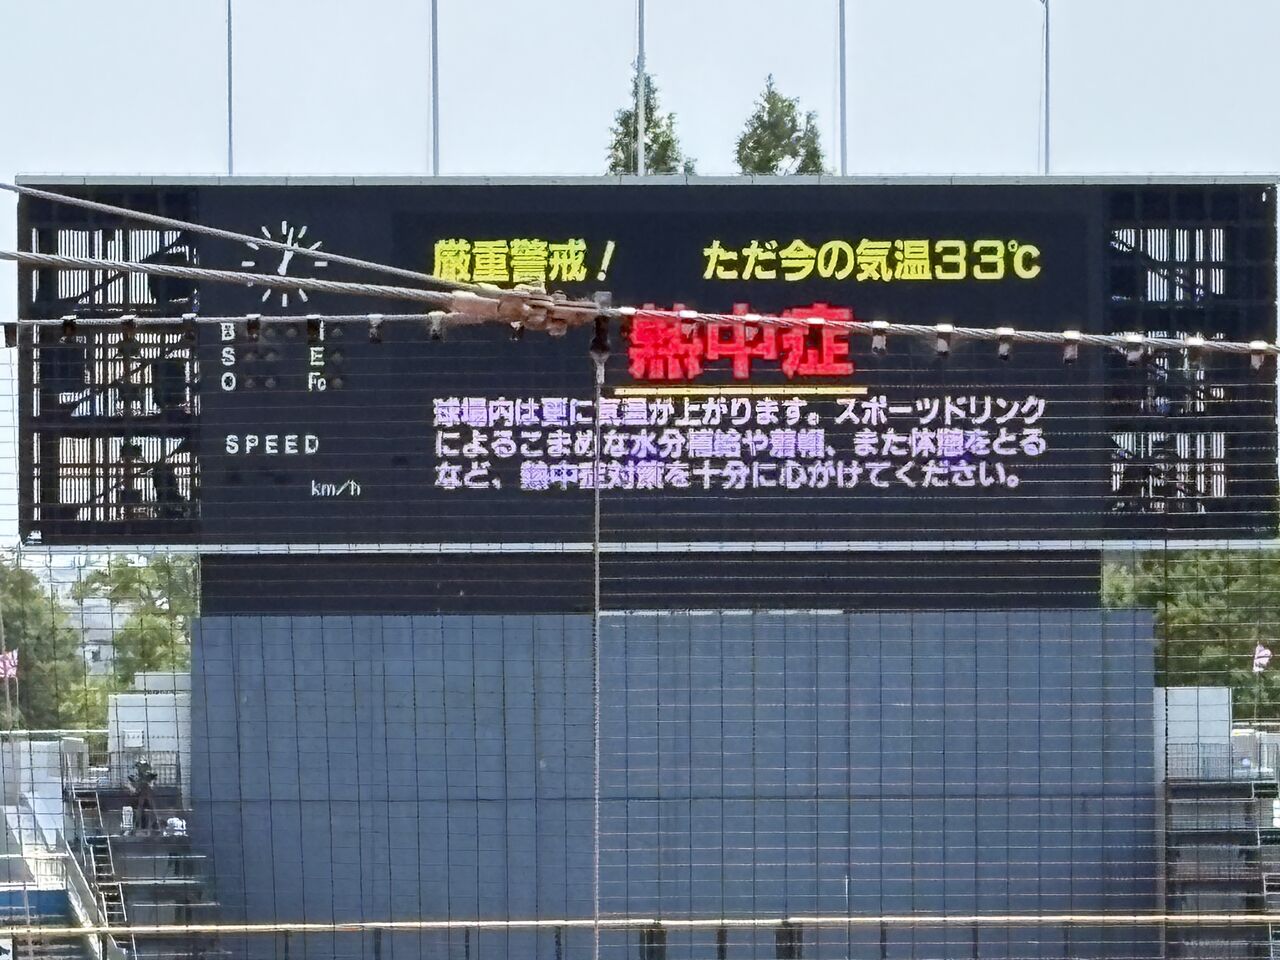 厳重警戒！ ただ今の気温33℃
熱中症
B H
S E
O Fc
球場内は更に気温が上がります。スポーツドリンク
によるこまめな水分補給や着帽、また休憩をとる
など、熱中症対策を十分に心がけてください。
SPEED
km/h